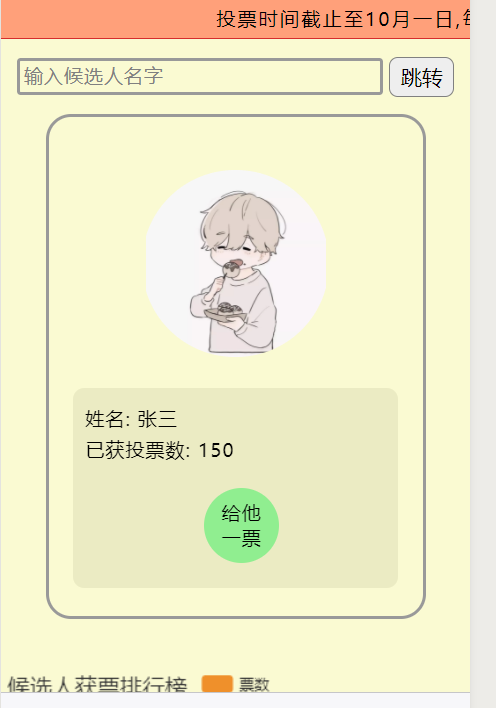 投票时间截止至10月一日,每
输入候选人名字
跳转
姓名: 张三
已获投票数: 150
给他
一票
候选人获票排行榜
票数